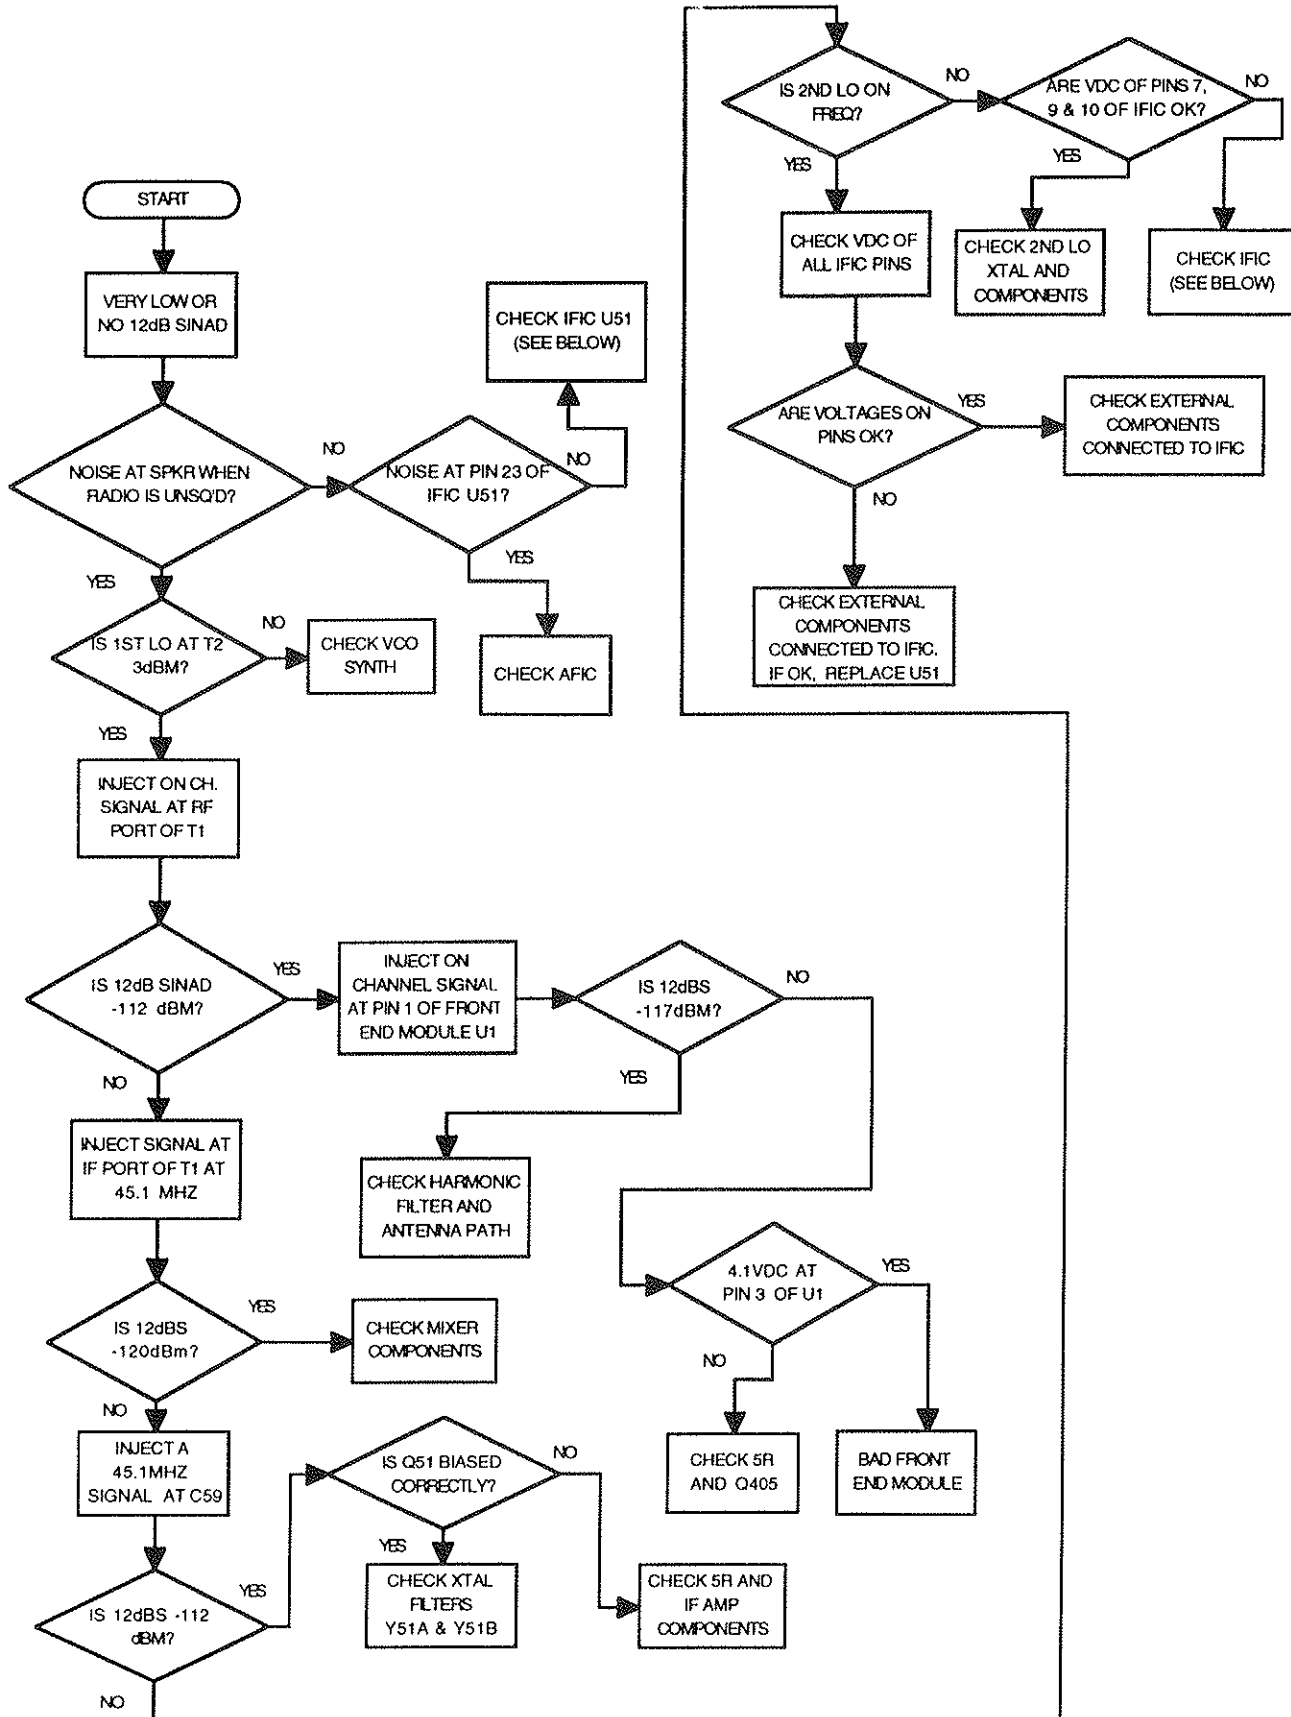 START
VERY LOW OR
NO 12dB SINAD
NOISE AT SPKR WHEN
RADIO IS UNSQ'D?
NO
NOISE AT PIN 23 OF
IFIC U51?
NO
CHECK IFIC U51
(SEE BELOW)
YES
CHECK AFIC
YES
IS 1ST LO AT T2
3dBM?
NO
CHECK VCO
SYNTH
YES
INJECT ON CH.
SIGNAL AT RF
PORT OF T1
IS 12dB SINAD
-112 dBM?
YES
INJECT ON
CHANNEL SIGNAL
AT PIN 1 OF FRONT
END MODULE U1
IS 12dBS
-117dBM?
NO
YES
CHECK HARMONIC
FILTER AND
ANTENNA PATH
4.1VDC AT
PIN 3 OF U1
YES
NO
CHECK 5R
AND Q405
BAD FRONT
END MODULE
NO
INJECT SIGNAL AT
IF PORT OF T1 AT
45.1 MHZ
IS 12dBS
-120dBm?
YES
CHECK MIXER
COMPONENTS
NO
INJECT A
45.1MHZ
SIGNAL AT C59
IS 12dBS -112
dBM?
YES
IS Q51 BIASED
CORRECTLY?
NO
YES
CHECK XTAL
FILTERS
Y51A & Y51B
CHECK 5R AND
IF AMP
COMPONENTS
NO
IS 2ND LO ON
FREQ?
NO
ARE VDC OF PINS 7,
9 & 10 OF IFIC OK?
NO
YES
YES
CHECK VDC OF
ALL IFIC PINS
CHECK 2ND LO
XTAL AND
COMPONENTS
CHECK IFIC
(SEE BELOW)
ARE VOLTAGES ON
PINS OK?
YES
CHECK EXTERNAL
COMPONENTS
CONNECTED TO IFIC
NO
CHECK EXTERNAL
COMPONENTS
CONNECTED TO IFIC.
IF OK, REPLACE U51